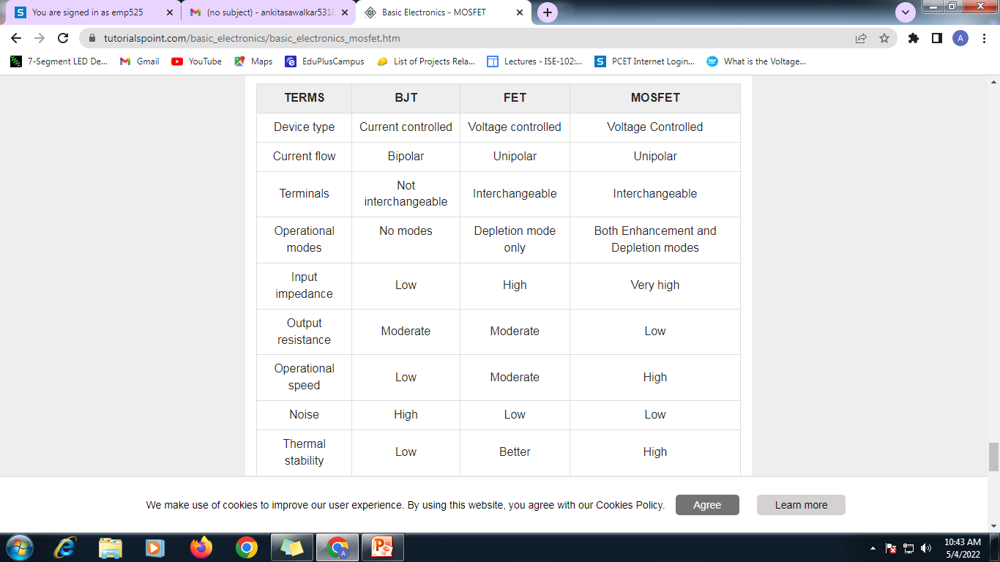 You are signed in as emp525
(no subject) - ankitasawalkar531
Basic Electronics - MOSFET
tutorialspoint.com/basic_electronics/basic_electronics_mosfet.htm
A
7-Segment LED De...
Gmail
YouTube
Maps
EduPlusCampus
List of Projects Rela...
Lectures - ISE-102:...
PCET Internet Login...
What is the Voltage...
TERMS BJT FET MOSFET
Device type Current controlled Voltage controlled Voltage Controlled
Current flow Bipolar Unipolar Unipolar
Terminals Not interchangeable Interchangeable Interchangeable
Operational modes No modes Depletion mode only Both Enhancement and Depletion modes
Input impedance Low High Very high
Output resistance Moderate Moderate Low
Operational speed Low Moderate High
Noise High Low Low
Thermal stability Low Better High
We make use of cookies to improve our user experience. By using this website, you agree with our Cookies Policy. Agree Learn more
10:43 AM
5/4/2022